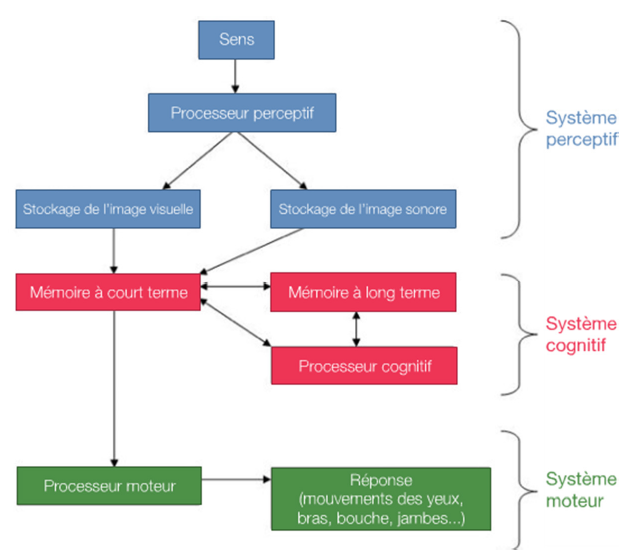 Sens
Processeur perceptif
Système
perceptif
Stockage de l'image visuelle
Stockage de l'image sonore
Mémoire à court terme
Mémoire à long terme
Système
cognitif
Processeur cognitif
Processeur moteur
Réponse
(mouvements des yeux,
bras, bouche, jambes...)
Système
moteur